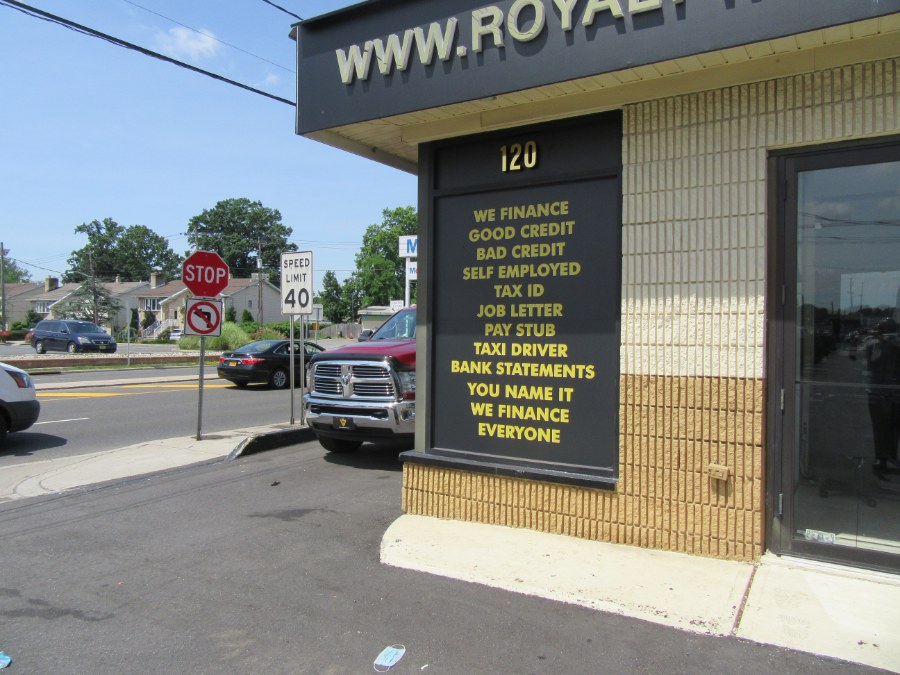 WWW.ROYAL
120
WE FINANCE
GOOD CREDIT
BAD CREDIT
SELF EMPLOYED
TAX ID
JOB LETTER
PAY STUB
TAXI DRIVER
BANK STATEMENTS
YOU NAME IT
WE FINANCE
EVERYONE
STOP
SPEED
LIMIT
40